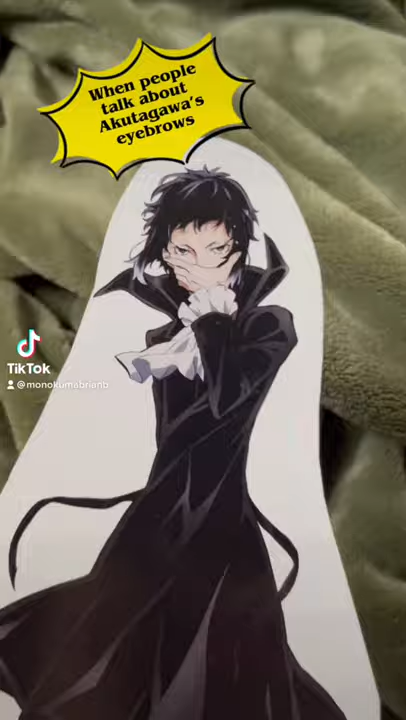 When people
talk about
Akutagawa's
eyebrows
TikTok
@monokumabrianb